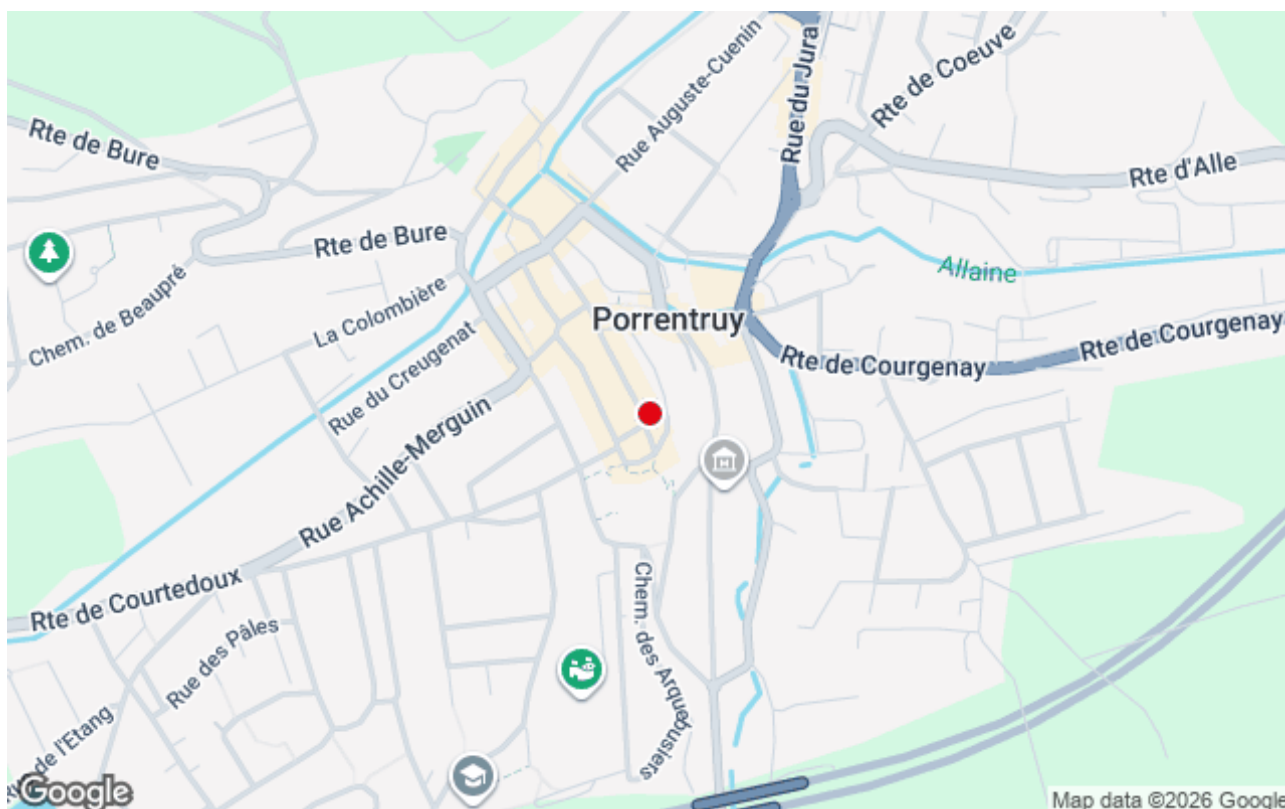 Rue Auguste-Cuenin
Rue du Jura
Rte de Coeuve
Rte de Bure
Rte d'Alle
Rte de Bure
Allaine
Chem. de Beaupré
La Colombière
Porrentruy
Rue du Creugenat
Rte de Courgenay
Rte de Courgenay
Rue Achille-Merguin
Rte de Courtedoux
Rue des Pâles
Chem. des Arquebusiers
de l'Etang
Google
Map data ©2026 Google